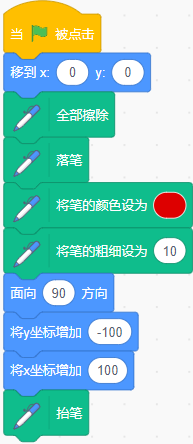 当 被点击
移到 x: 0 y: 0
全部擦除
落笔
将笔的颜色设为
将笔的粗细设为 10
面向 90 方向
将y坐标增加 -100
将x坐标增加 100
抬笔